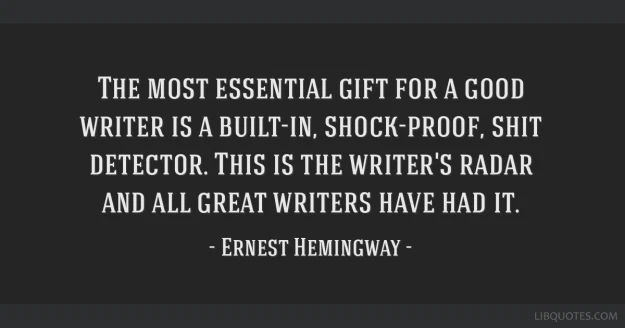 The most essential gift for a good
writer is a built-in, shock-proof, shit
detector. This is the writer's radar
and all great writers have had it.
- Ernest Hemingway -
LIBQUOTES.COM